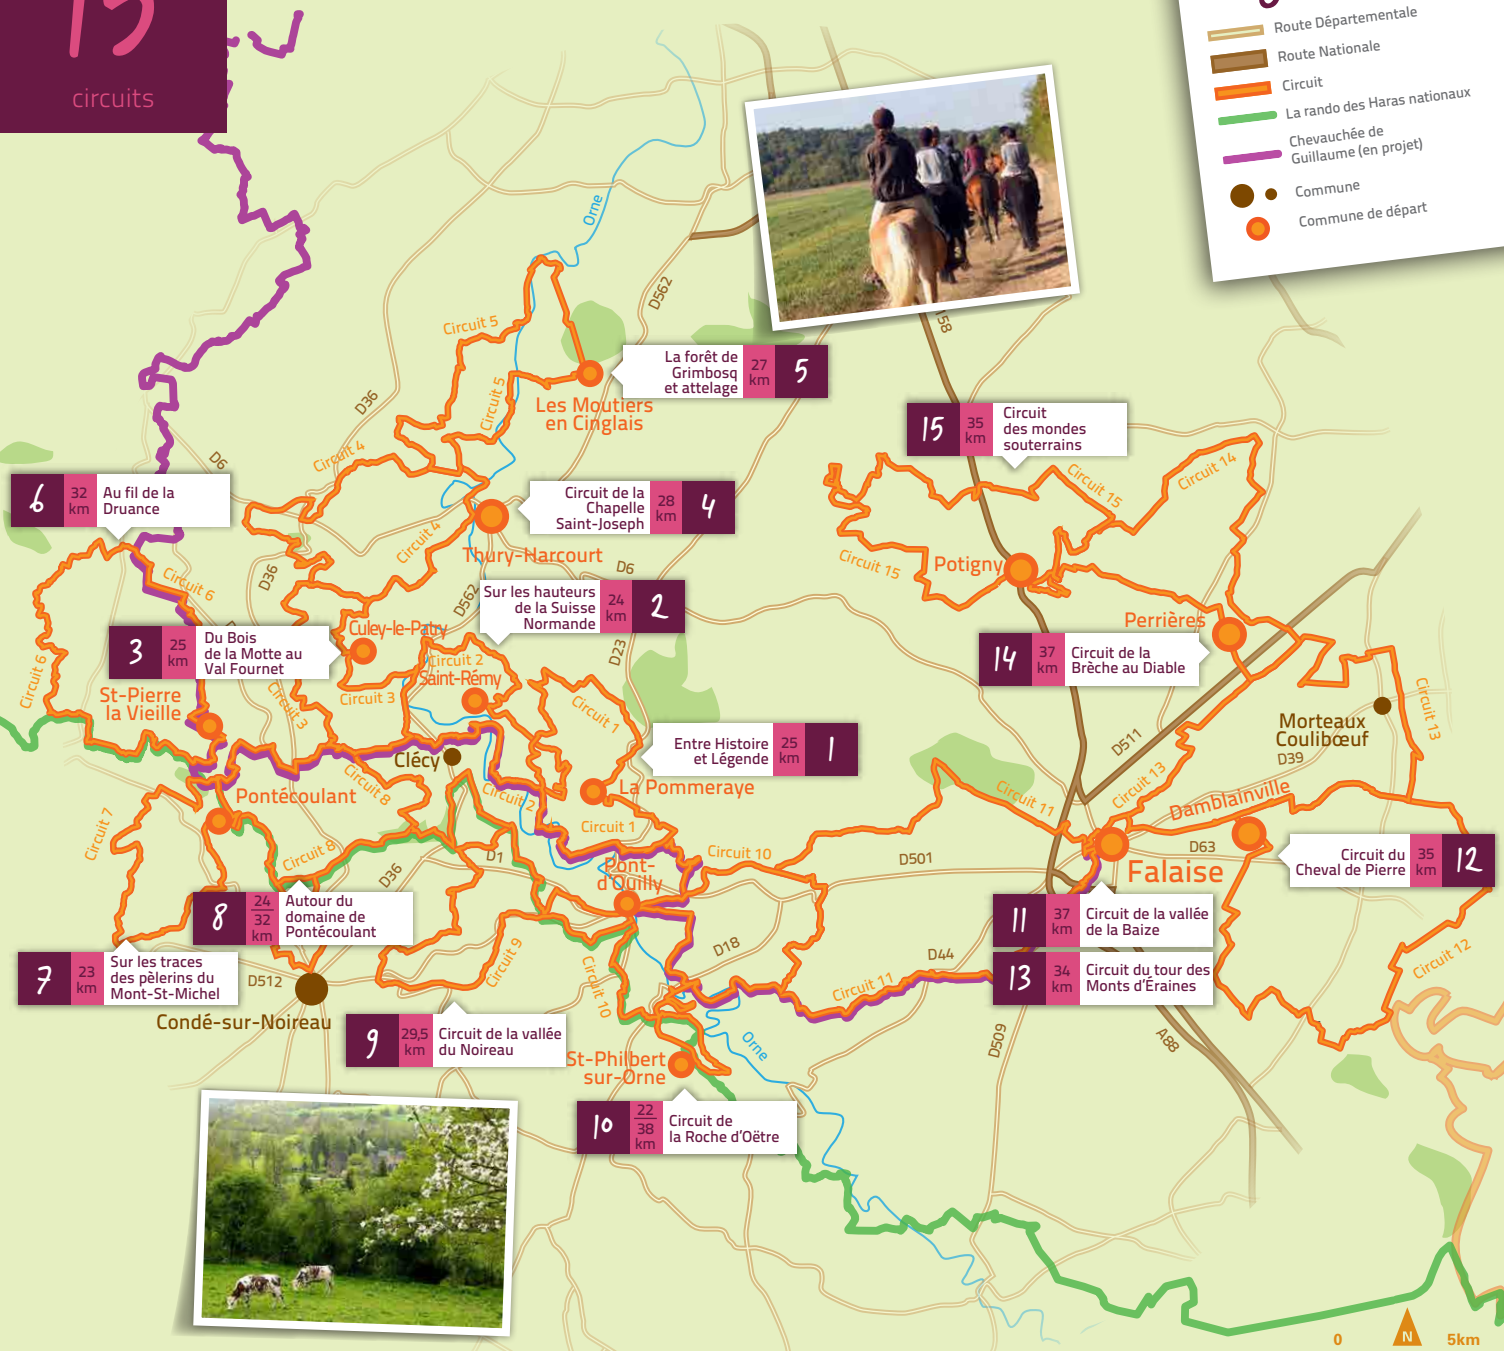 15
circuits
Route Départementale
Route Nationale
Circuit
La rando des Haras nationaux
Chevauchée de
Guillaume (en projet)
Commune
Commune de départ
Orne
D562
158
Circuit 5
La forêt de
Grimbosq
et attelage
27
km
5
D36
Circuit 5
Les Moutiers
en Cinglais
15
35
km
Circuit
des mondes
souterrains
Circuit 4
D6
Circuit 14
Circuit 15
6
32
km
Au fil de la
Druance
Circuit de la
Chapelle
Saint-Joseph
28
km
4
Circuit 4
Thury-Harcourt
D6
Circuit 15
Potigny
D36
Circuit 6
D562
Sur les hauteurs
de la Suisse
Normande
24
km
2
Perrières
3
25
km
Du Bois
de la Motte au
Val Fournet
Culey-le-Patry
D23
14
37
km
Circuit de la
Brèche au Diable
Circuit 2
Saint-Rémy
Circuit 6
St-Pierre
la Vieille
Circuit 3
Circuit 3
Circuit 1
Circuit 13
Morteaux
Coulibœuf
Entre Histoire
et Légende
25
km
1
D511
D39
Clécy
Circuit 8
Circuit 2
La Pommeraye
Circuit 11
Circuit 13
Damblainville
Pontécoulant
Circuit 7
Circuit 1
Circuit 8
D1
Circuit 10
D501
D63
Circuit du
Cheval de Pierre
35
km
12
D36
Pont-
d'Ouilly
Falaise
8
24
32
km
Autour du
domaine de
Pontécoulant
11
37
km
Circuit de la vallée
de la Baize
D18
D44
Circuit 12
7
23
km
Sur les traces
des pèlerins du
Mont-St-Michel
D512
Circuit 9
Circuit 10
Circuit 11
13
34
km
Circuit du tour des
Monts d'Éraines
Condé-sur-Noireau
9
29,5
km
Circuit de la vallée
du Noireau
Orne
D509
A88
St-Philbert
sur-Orne
10
22
38
km
Circuit de
la Roche d'Oëtre
0
N
5km